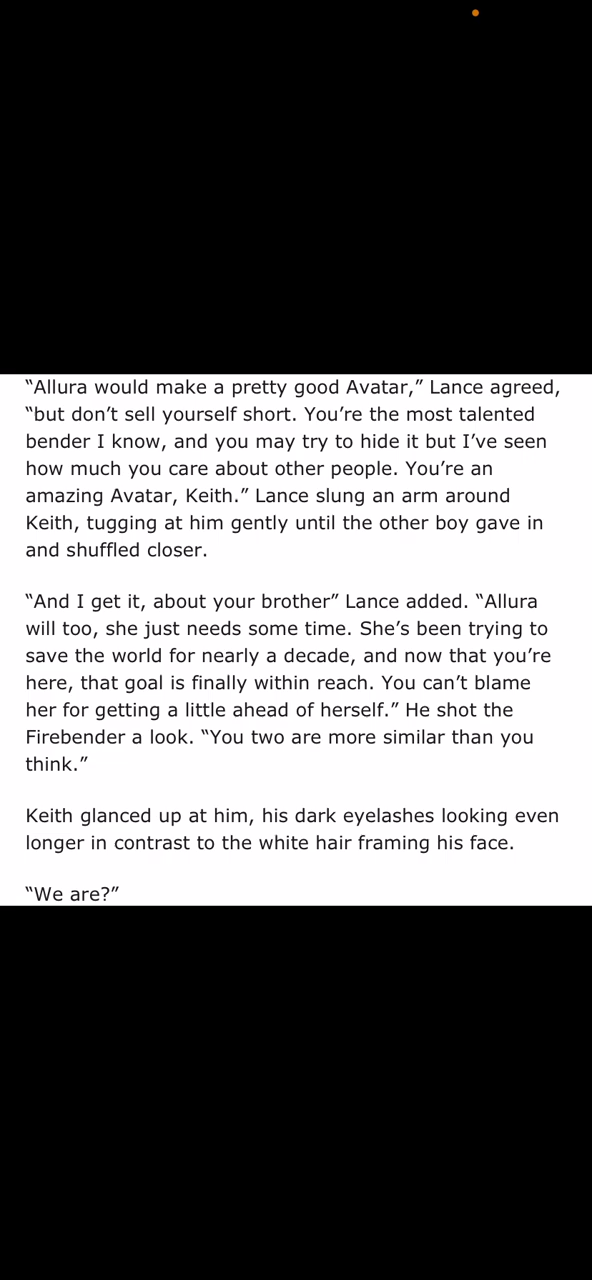 “Allura would make a pretty good Avatar,” Lance agreed,
“but don’t sell yourself short. You’re the most talented
bender I know, and you may try to hide it but I’ve seen
how much you care about other people. You’re an
amazing Avatar, Keith.” Lance slung an arm around
Keith, tugging at him gently until the other boy gave in
and shuffled closer.
“And I get it, about your brother” Lance added. “Allura
will too, she just needs some time. She’s been trying to
save the world for nearly a decade, and now that you’re
here, that goal is finally within reach. You can’t blame
her for getting a little ahead of herself.” He shot the
Firebender a look. “You two are more similar than you
think.”
Keith glanced up at him, his dark eyelashes looking even
longer in contrast to the white hair framing his face.
“We are?”